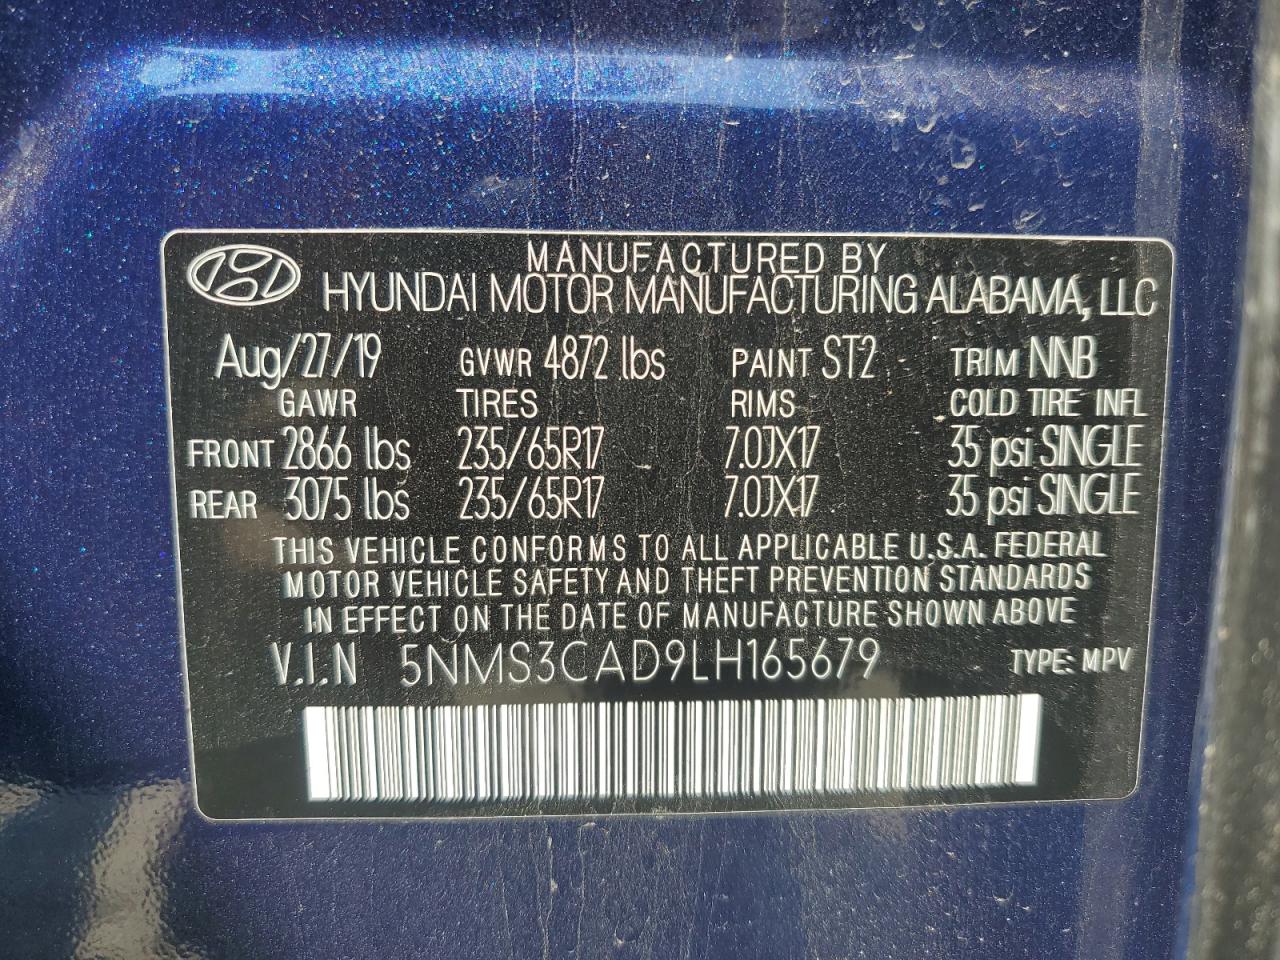 MANUFACTURED BY
HYUNDAI MOTOR MANUFACTURING ALABAMA, LLC
Aug/27/19 GVWR 4872 lbs PAINT ST2 TRIM NNB
GAWR TIRES RIMS COLD TIRE INFL
FRONT 2866 lbs 235/65R17 7.0JX17 35 psi SINGLE
REAR 3075 lbs 235/65R17 7.0JX17 35 psi SINGLE
THIS VEHICLE CONFORMS TO ALL APPLICABLE U.S.A. FEDERAL
MOTOR VEHICLE SAFETY AND THEFT PREVENTION STANDARDS
IN EFFECT ON THE DATE OF MANUFACTURE SHOWN ABOVE
V.I.N 5NMS3CAD9LH165679 TYPE: MPV